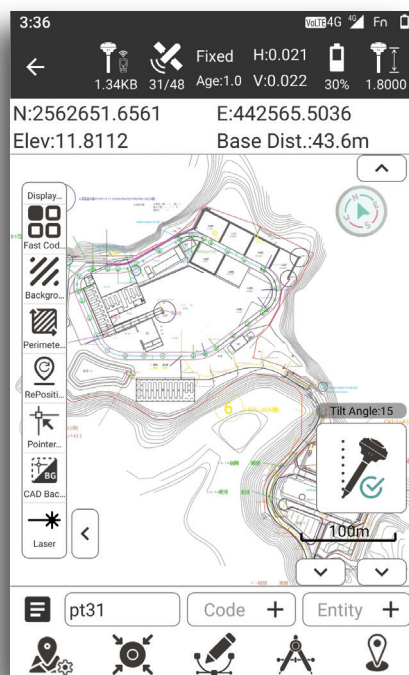 3:36
VoLTE 4G 4G Fn
Fixed H:0.021
1.34KB 31/48 Age:1.0 V:0.022 30% 1.8000
N:2562651.6561 E:442565.5036
Elev:11.8112 Base Dist.:43.6m
Display...
Fast Cod...
Backgro...
Perimete...
RePositi...
Pointer...
BG
CAD Bac...
Laser
N
E
S
6
Tilt Angle:15
100m
pt31 Code + Entity +